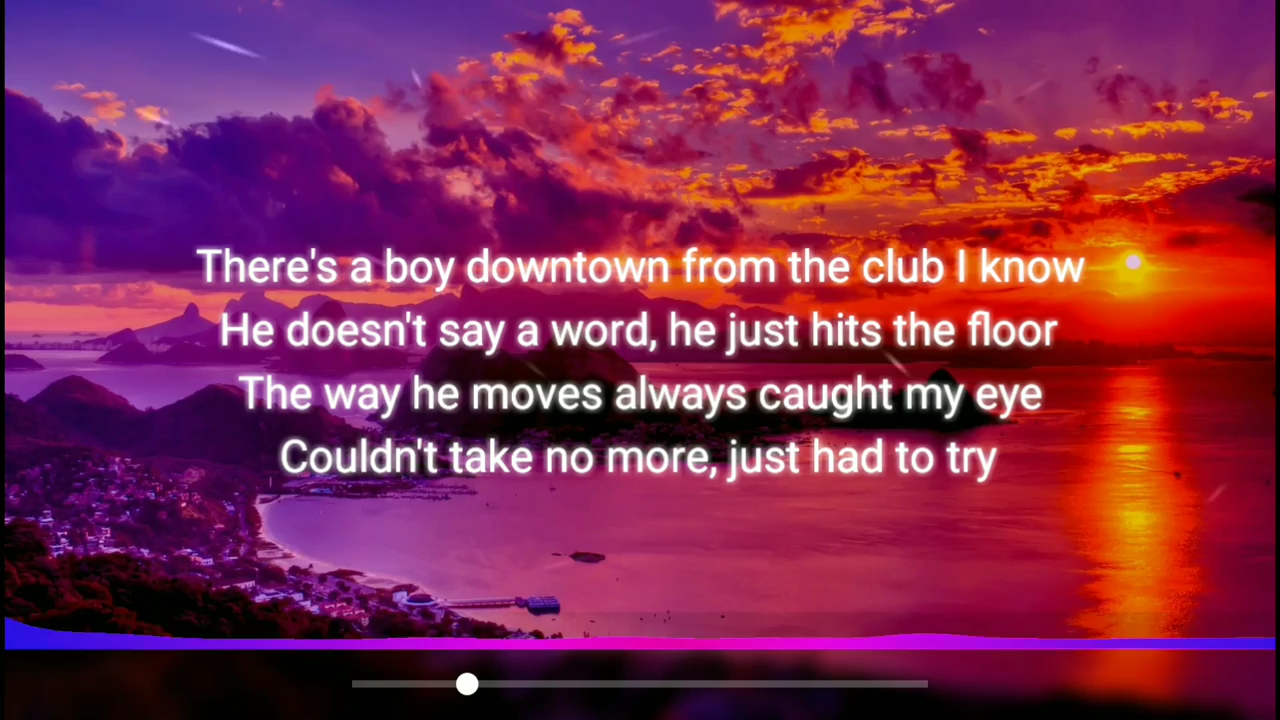 There's a boy downtown from the club I know
He doesn't say a word, he just hits the floor
The way he moves always caught my eye
Couldn't take no more, just had to try